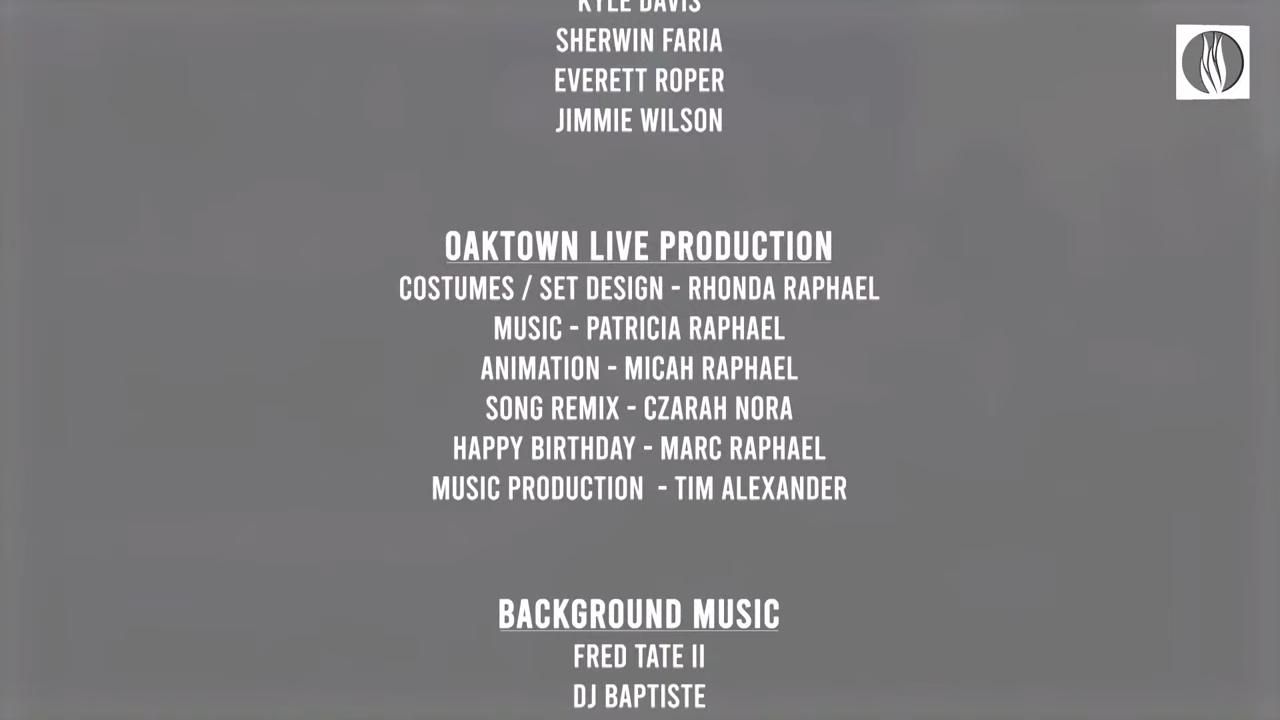 KYLE DAVIS
SHERWIN FARIA
EVERETT ROPER
JIMMIE WILSON
OAKTOWN LIVE PRODUCTION
COSTUMES / SET DESIGN - RHONDA RAPHAEL
MUSIC - PATRICIA RAPHAEL
ANIMATION - MICAH RAPHAEL
SONG REMIX - CZARAH NORA
HAPPY BIRTHDAY - MARC RAPHAEL
MUSIC PRODUCTION  - TIM ALEXANDER
BACKGROUND MUSIC
FRED TATE II
DJ BAPTISTE